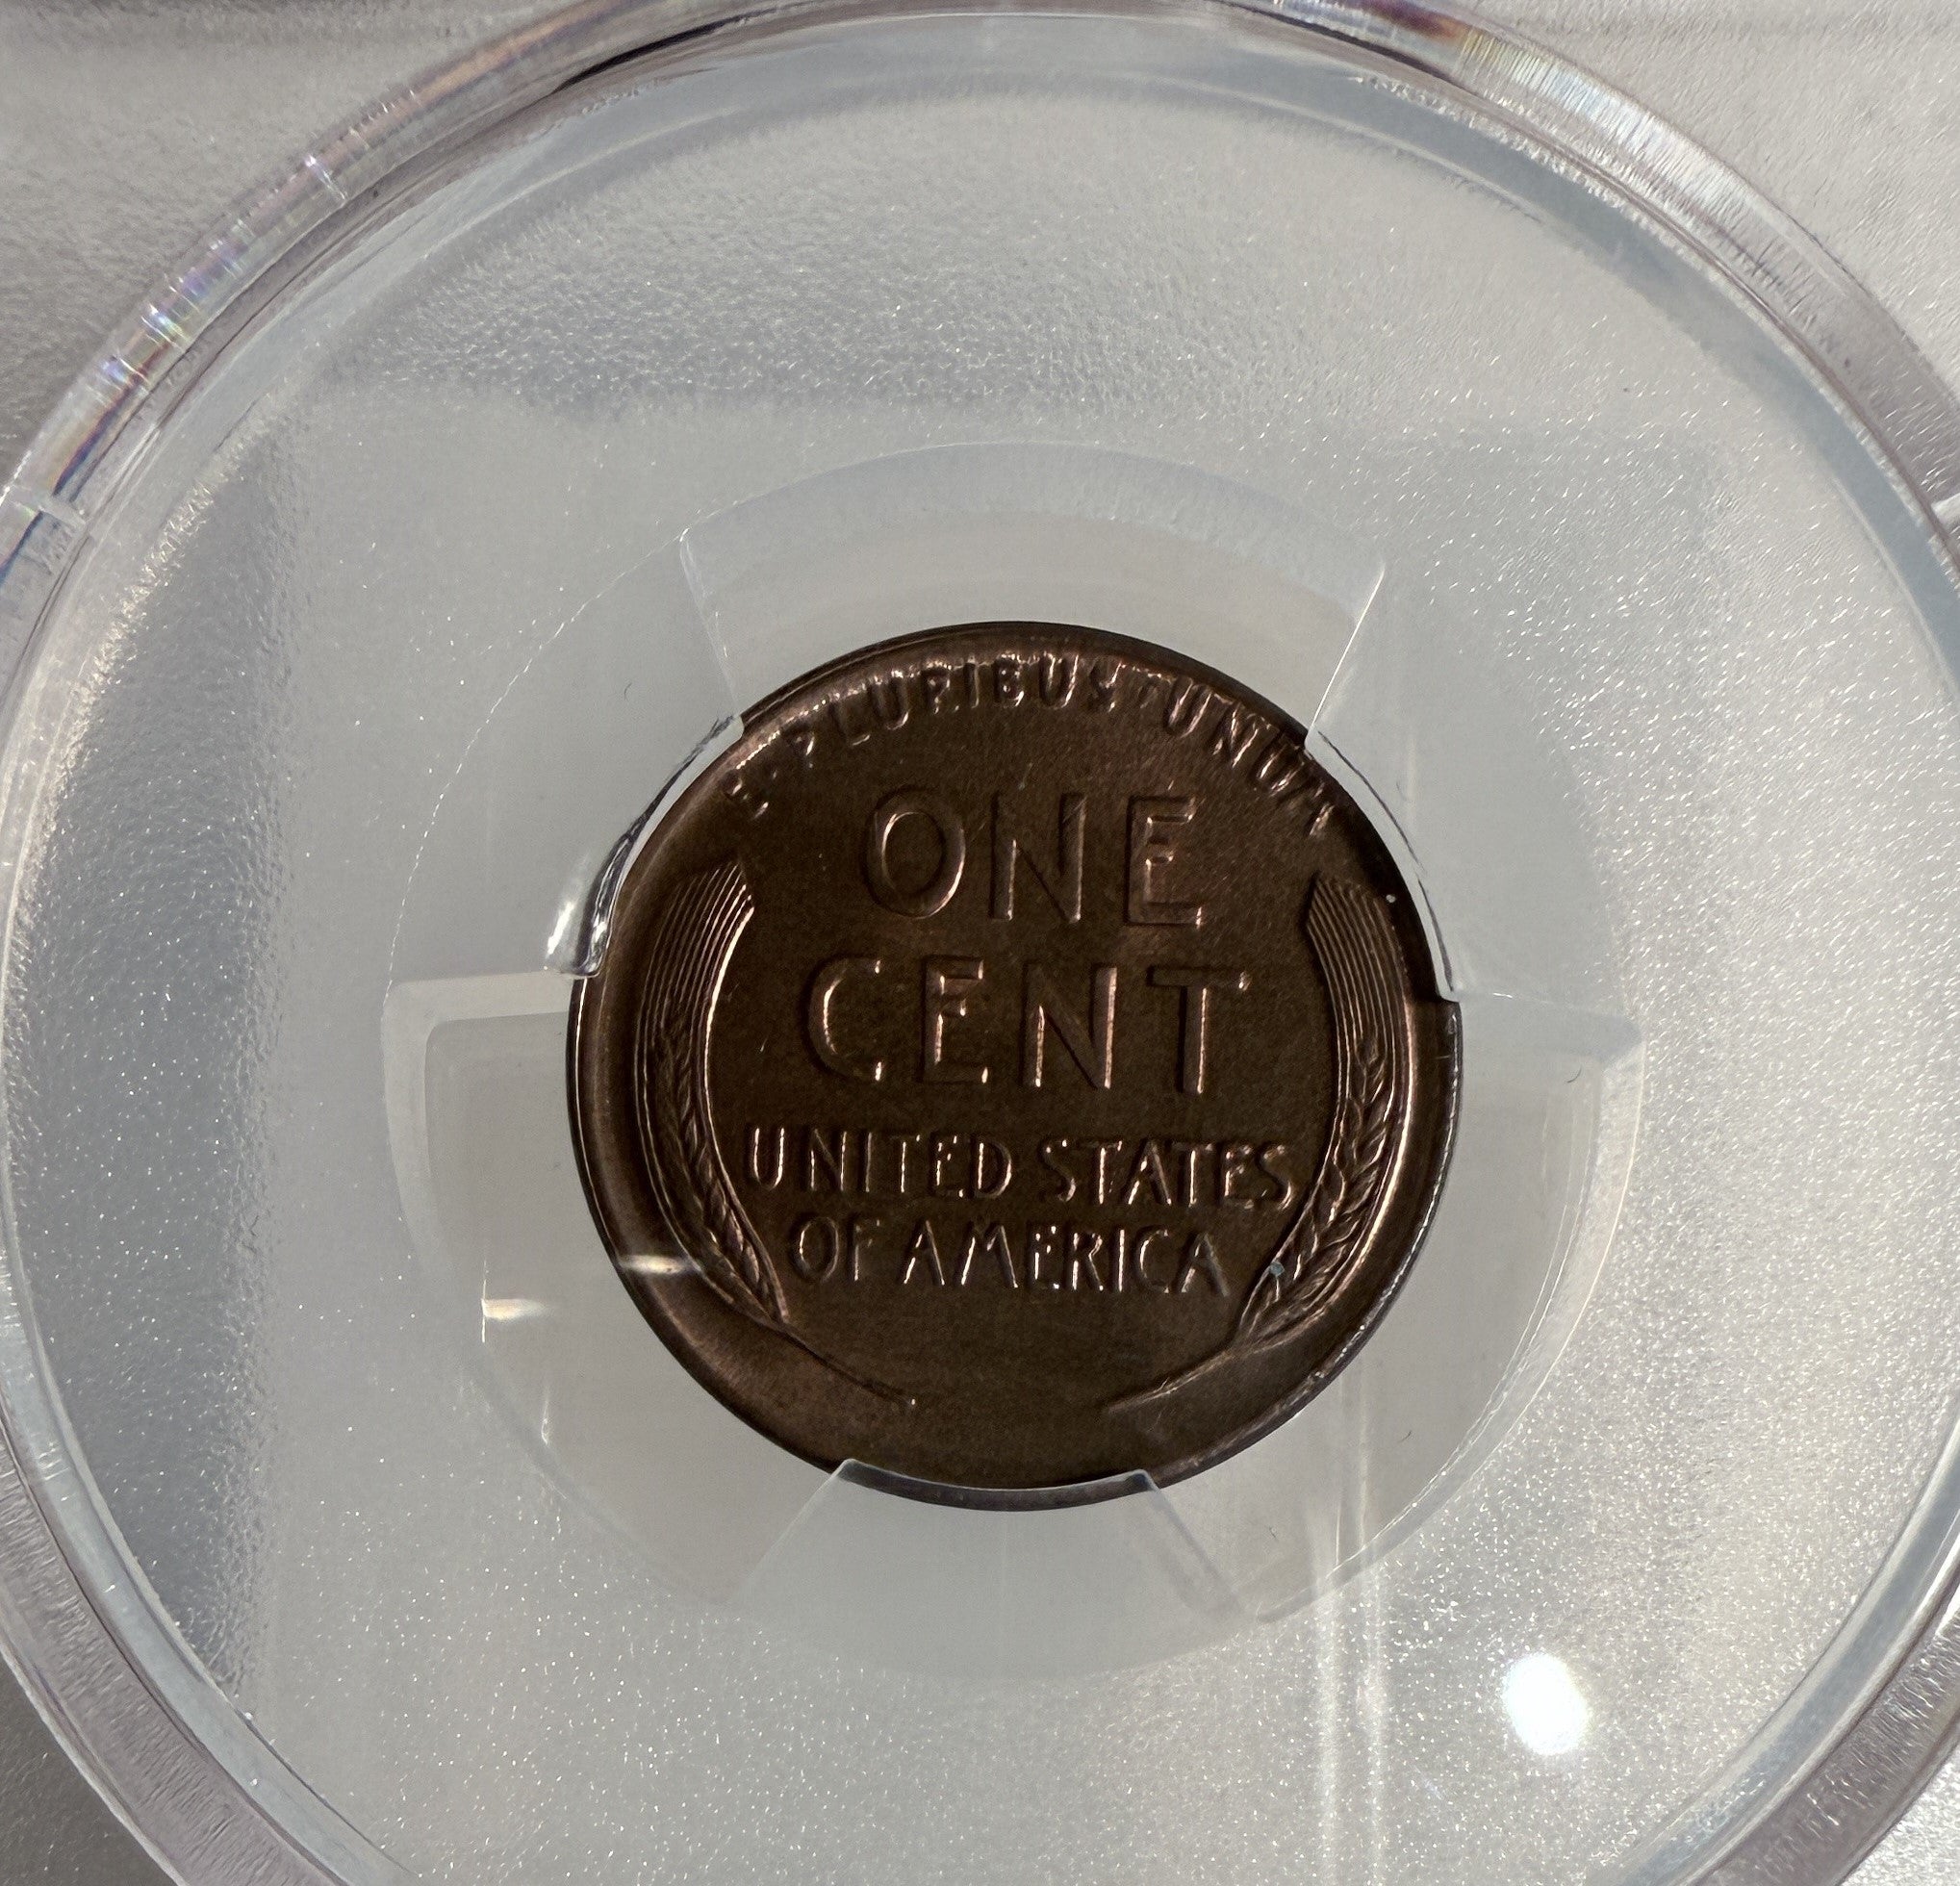 E·PLURIBUS·UNUM
ONE
CENT
UNITED STATES
OF AMERICA